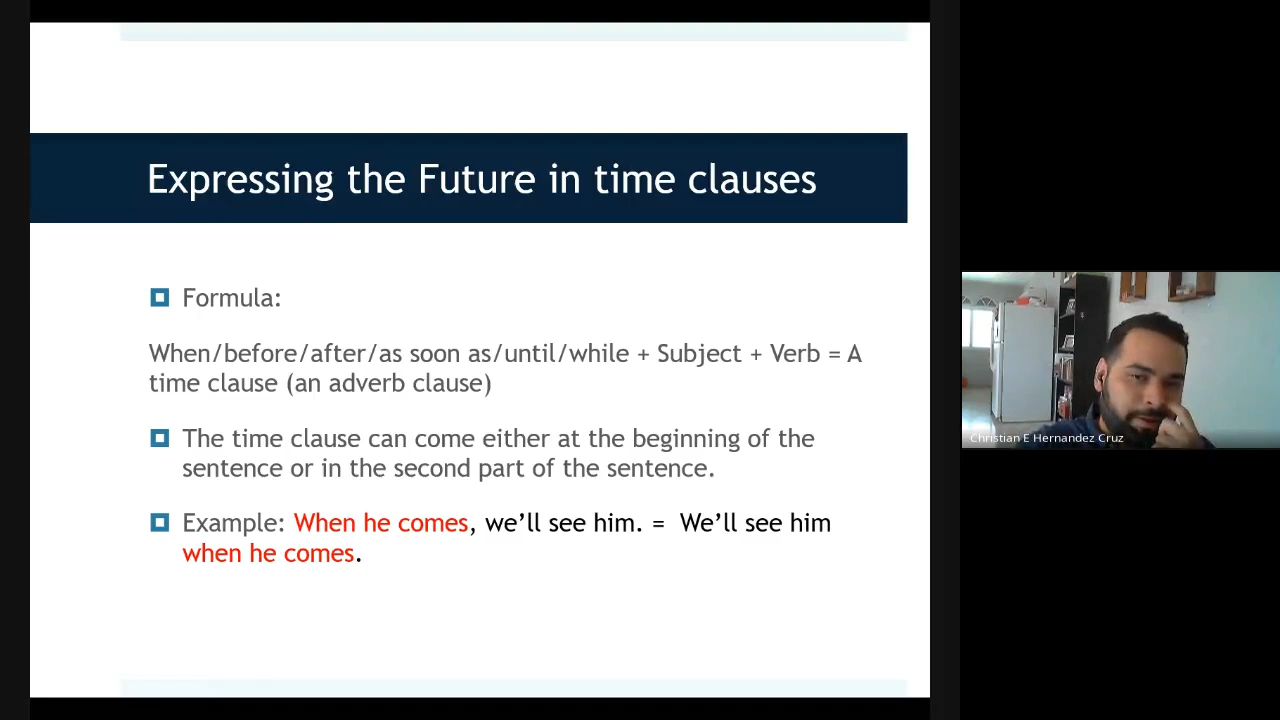 Expressing the Future in time clauses
Formula:
When/before/after/as soon as/until/while + Subject + Verb = A
time clause (an adverb clause)
The time clause can come either at the beginning of the
sentence or in the second part of the sentence.
Example: When he comes, we’ll see him. = We’ll see him
when he comes.
Christian E Hernandez Cruz